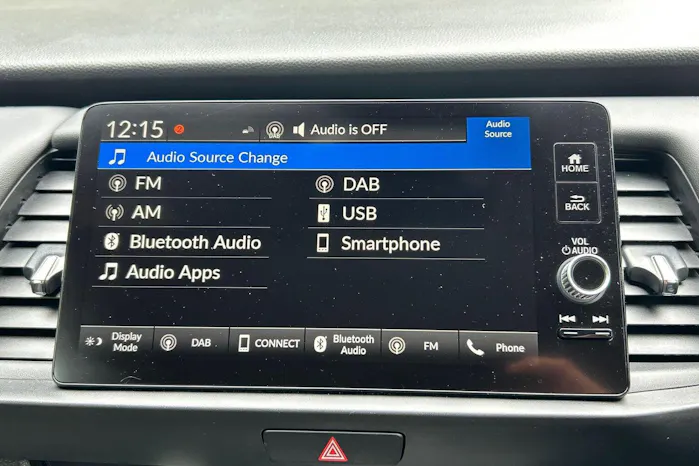 12:15
DAB
Audio is OFF
Audio
Source
Audio Source Change
HOME
FM
DAB
BACK
AM
USB
Bluetooth Audio
Smartphone
VOL
AUDIO
Audio Apps
Display
Mode
DAB
CONNECT
Bluetooth
Audio
FM
Phone